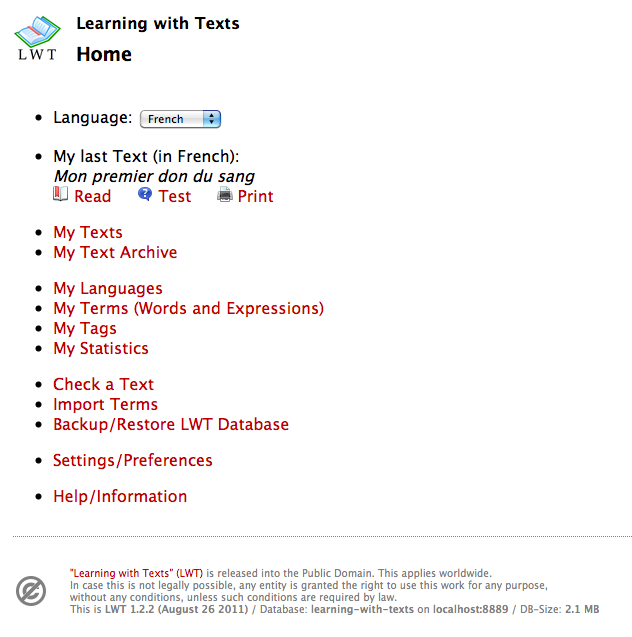 Learning with Texts
LWT
Home
Language: French
My last Text (in French):
Mon premier don du sang
Read Test Print
My Texts
My Text Archive
My Languages
My Terms (Words and Expressions)
My Tags
My Statistics
Check a Text
Import Terms
Backup/Restore LWT Database
Settings/Preferences
Help/Information
"Learning with Texts" (LWT) is released into the Public Domain. This applies worldwide.
In case this is not legally possible, any entity is granted the right to use this work for any purpose,
without any conditions, unless such conditions are required by law.
This is LWT 1.2.2 (August 26 2011) / Database: learning-with-texts on localhost:8889 / DB-Size: 2.1 MB